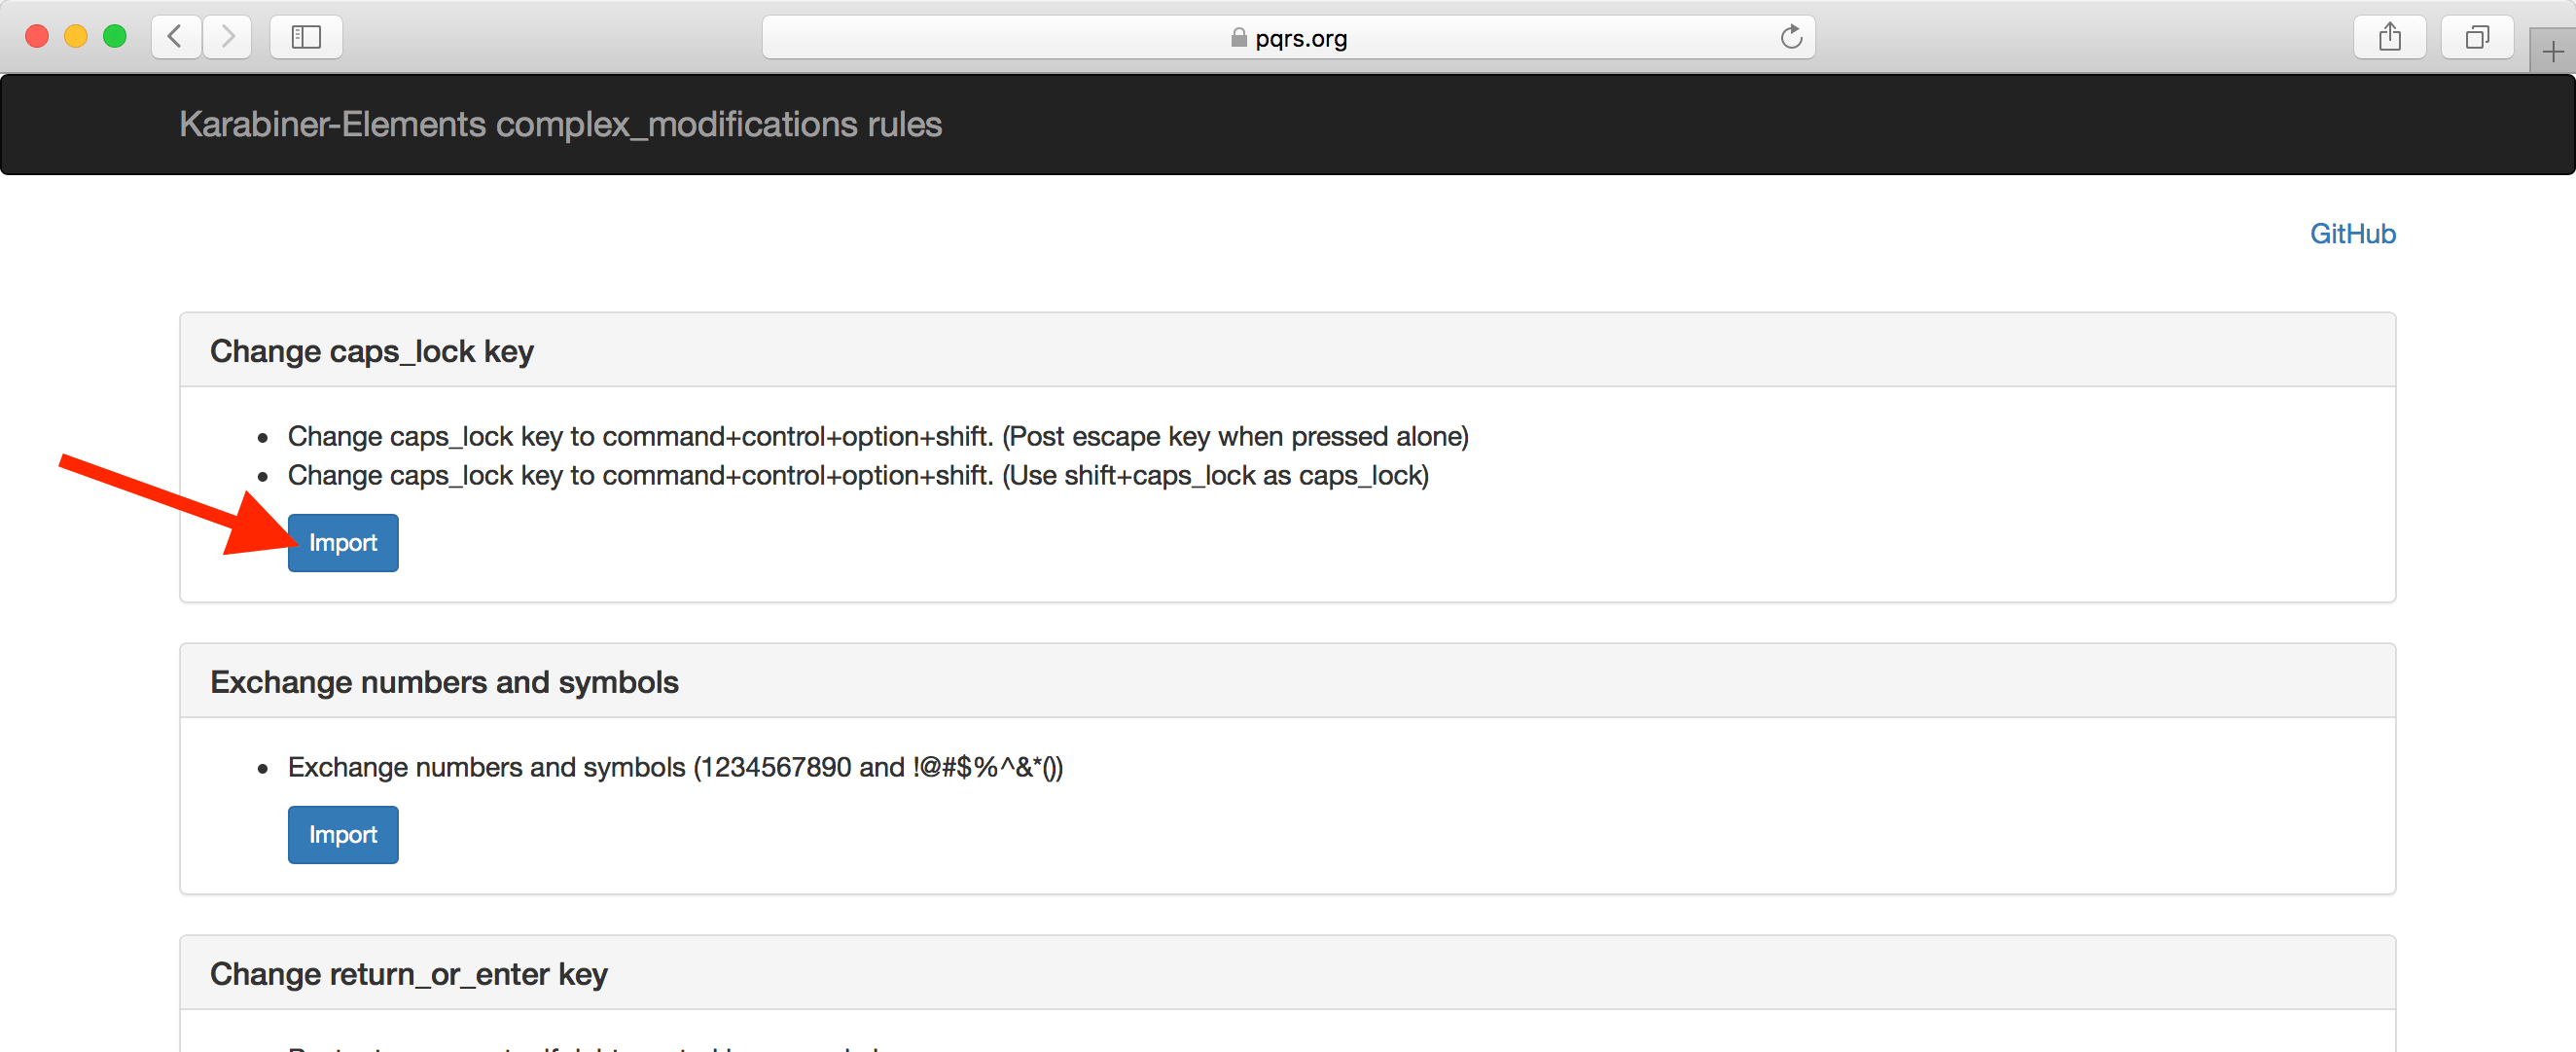 pqrs.org
Karabiner-Elements complex_modifications rules
GitHub
Change caps_lock key
Change caps_lock key to command+control+option+shift. (Post escape key when pressed alone)
Change caps_lock key to command+control+option+shift. (Use shift+caps_lock as caps_lock)
Import
Exchange numbers and symbols
Exchange numbers and symbols (1234567890 and !@#$%^&*())
Import
Change return_or_enter key